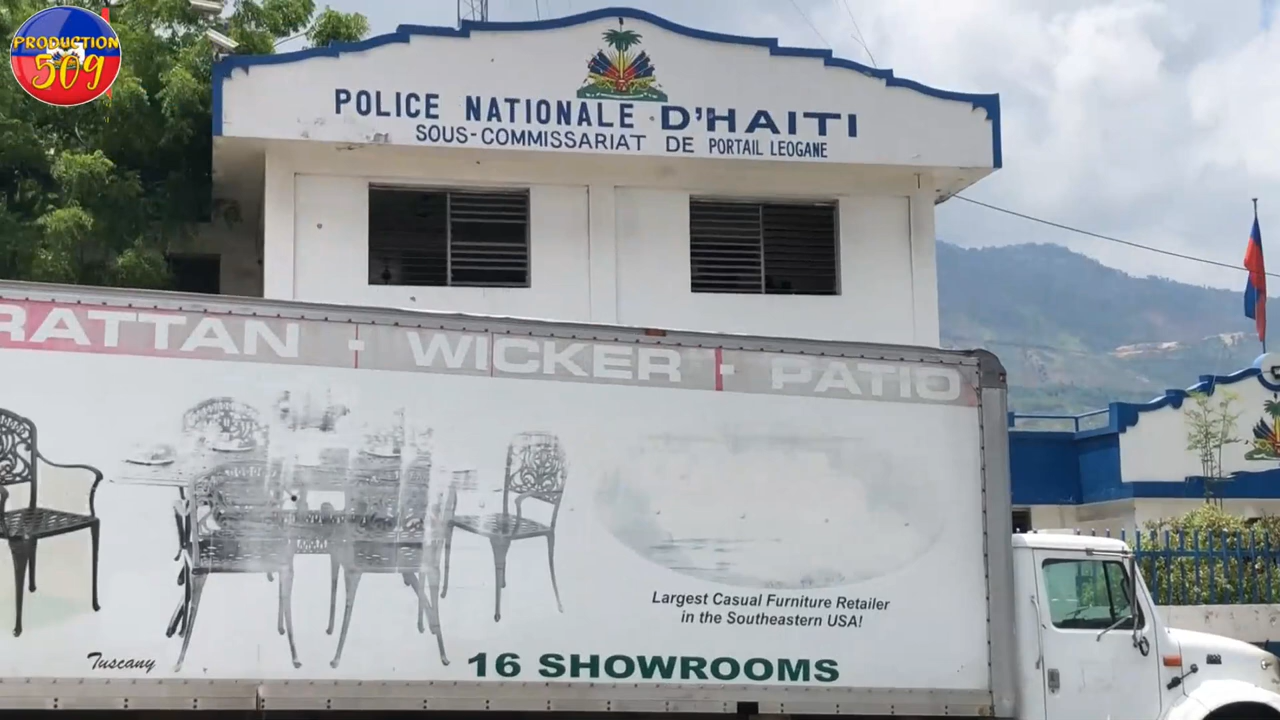 PRODUCTION
509
POLICE NATIONALE D'HAITI
SOUS-COMMISSARIAT DE PORTAIL LEOGANE
RATTAN - WICKER - PATIO
Largest Casual Furniture Retailer
in the Southeastern USA!
Tuscany
16 SHOWROOMS